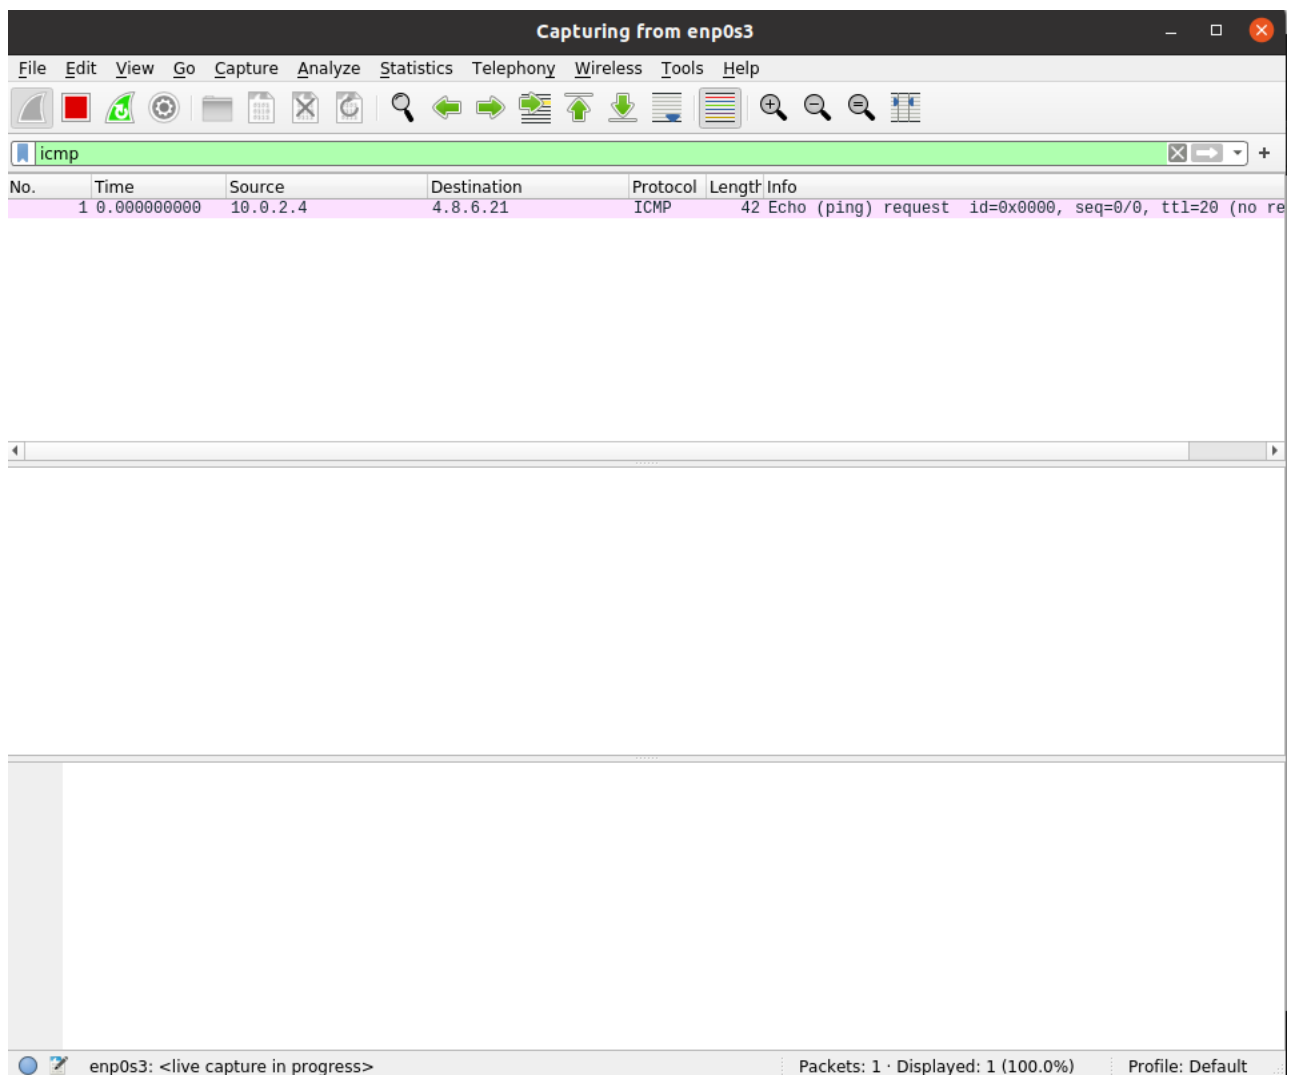 Capturing from enp0s3
File Edit View Go Capture Analyze Statistics Telephony Wireless Tools Help
icmp
No. Time Source Destination Protocol Length Info
1 0.000000000 10.0.2.4 4.8.6.21 ICMP 42 Echo (ping) request id=0x0000, seq=0/0, ttl=20 (no re
enp0s3: <live capture in progress> Packets: 1 · Displayed: 1 (100.0%) Profile: Default